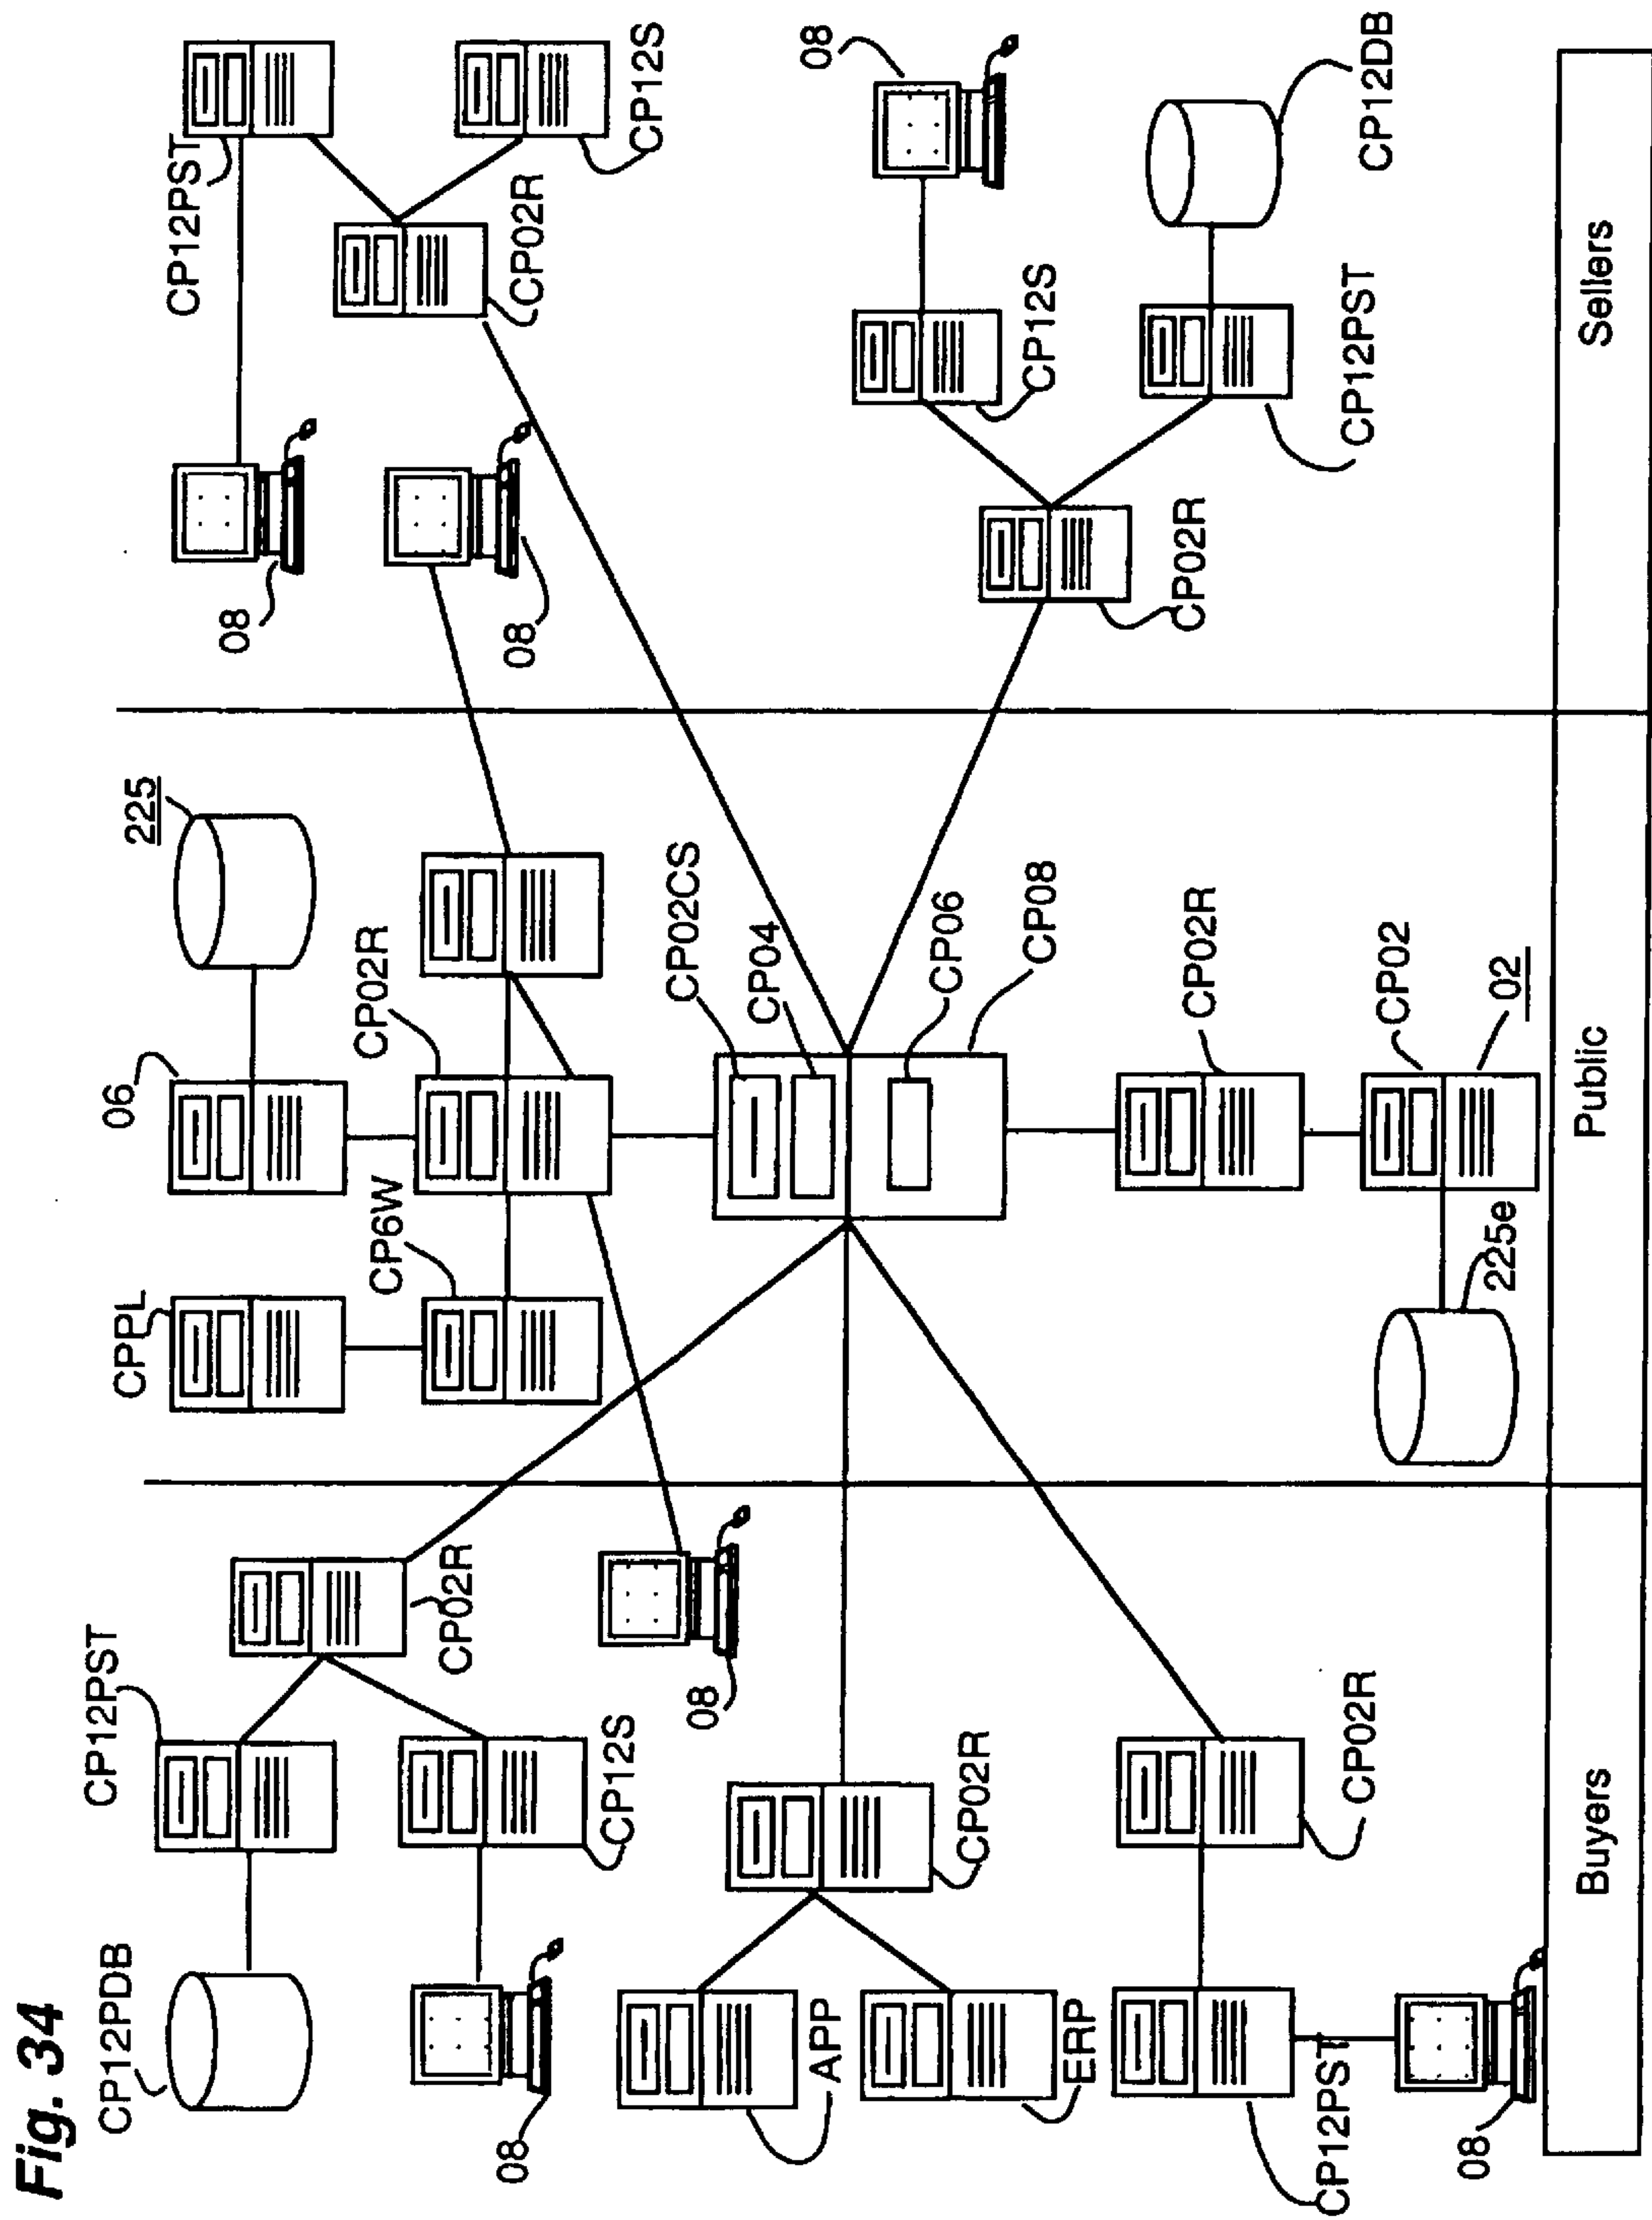 Fig. 34
CP12PDB
CP12PST
CP02R
08
CP12S
08
APP
ERP
CP02R
CP12PST
CP02R
08
CPPL
CP6W
06
225
CP02R
CP02CS
CP04
CP06
CP08
CP02R
CP02
02
225e
08
08
CP12PST
CP02R
CP12S
08
CP12S
CP02R
CP12PST
CP12DB
Buyers
Public
Sellers